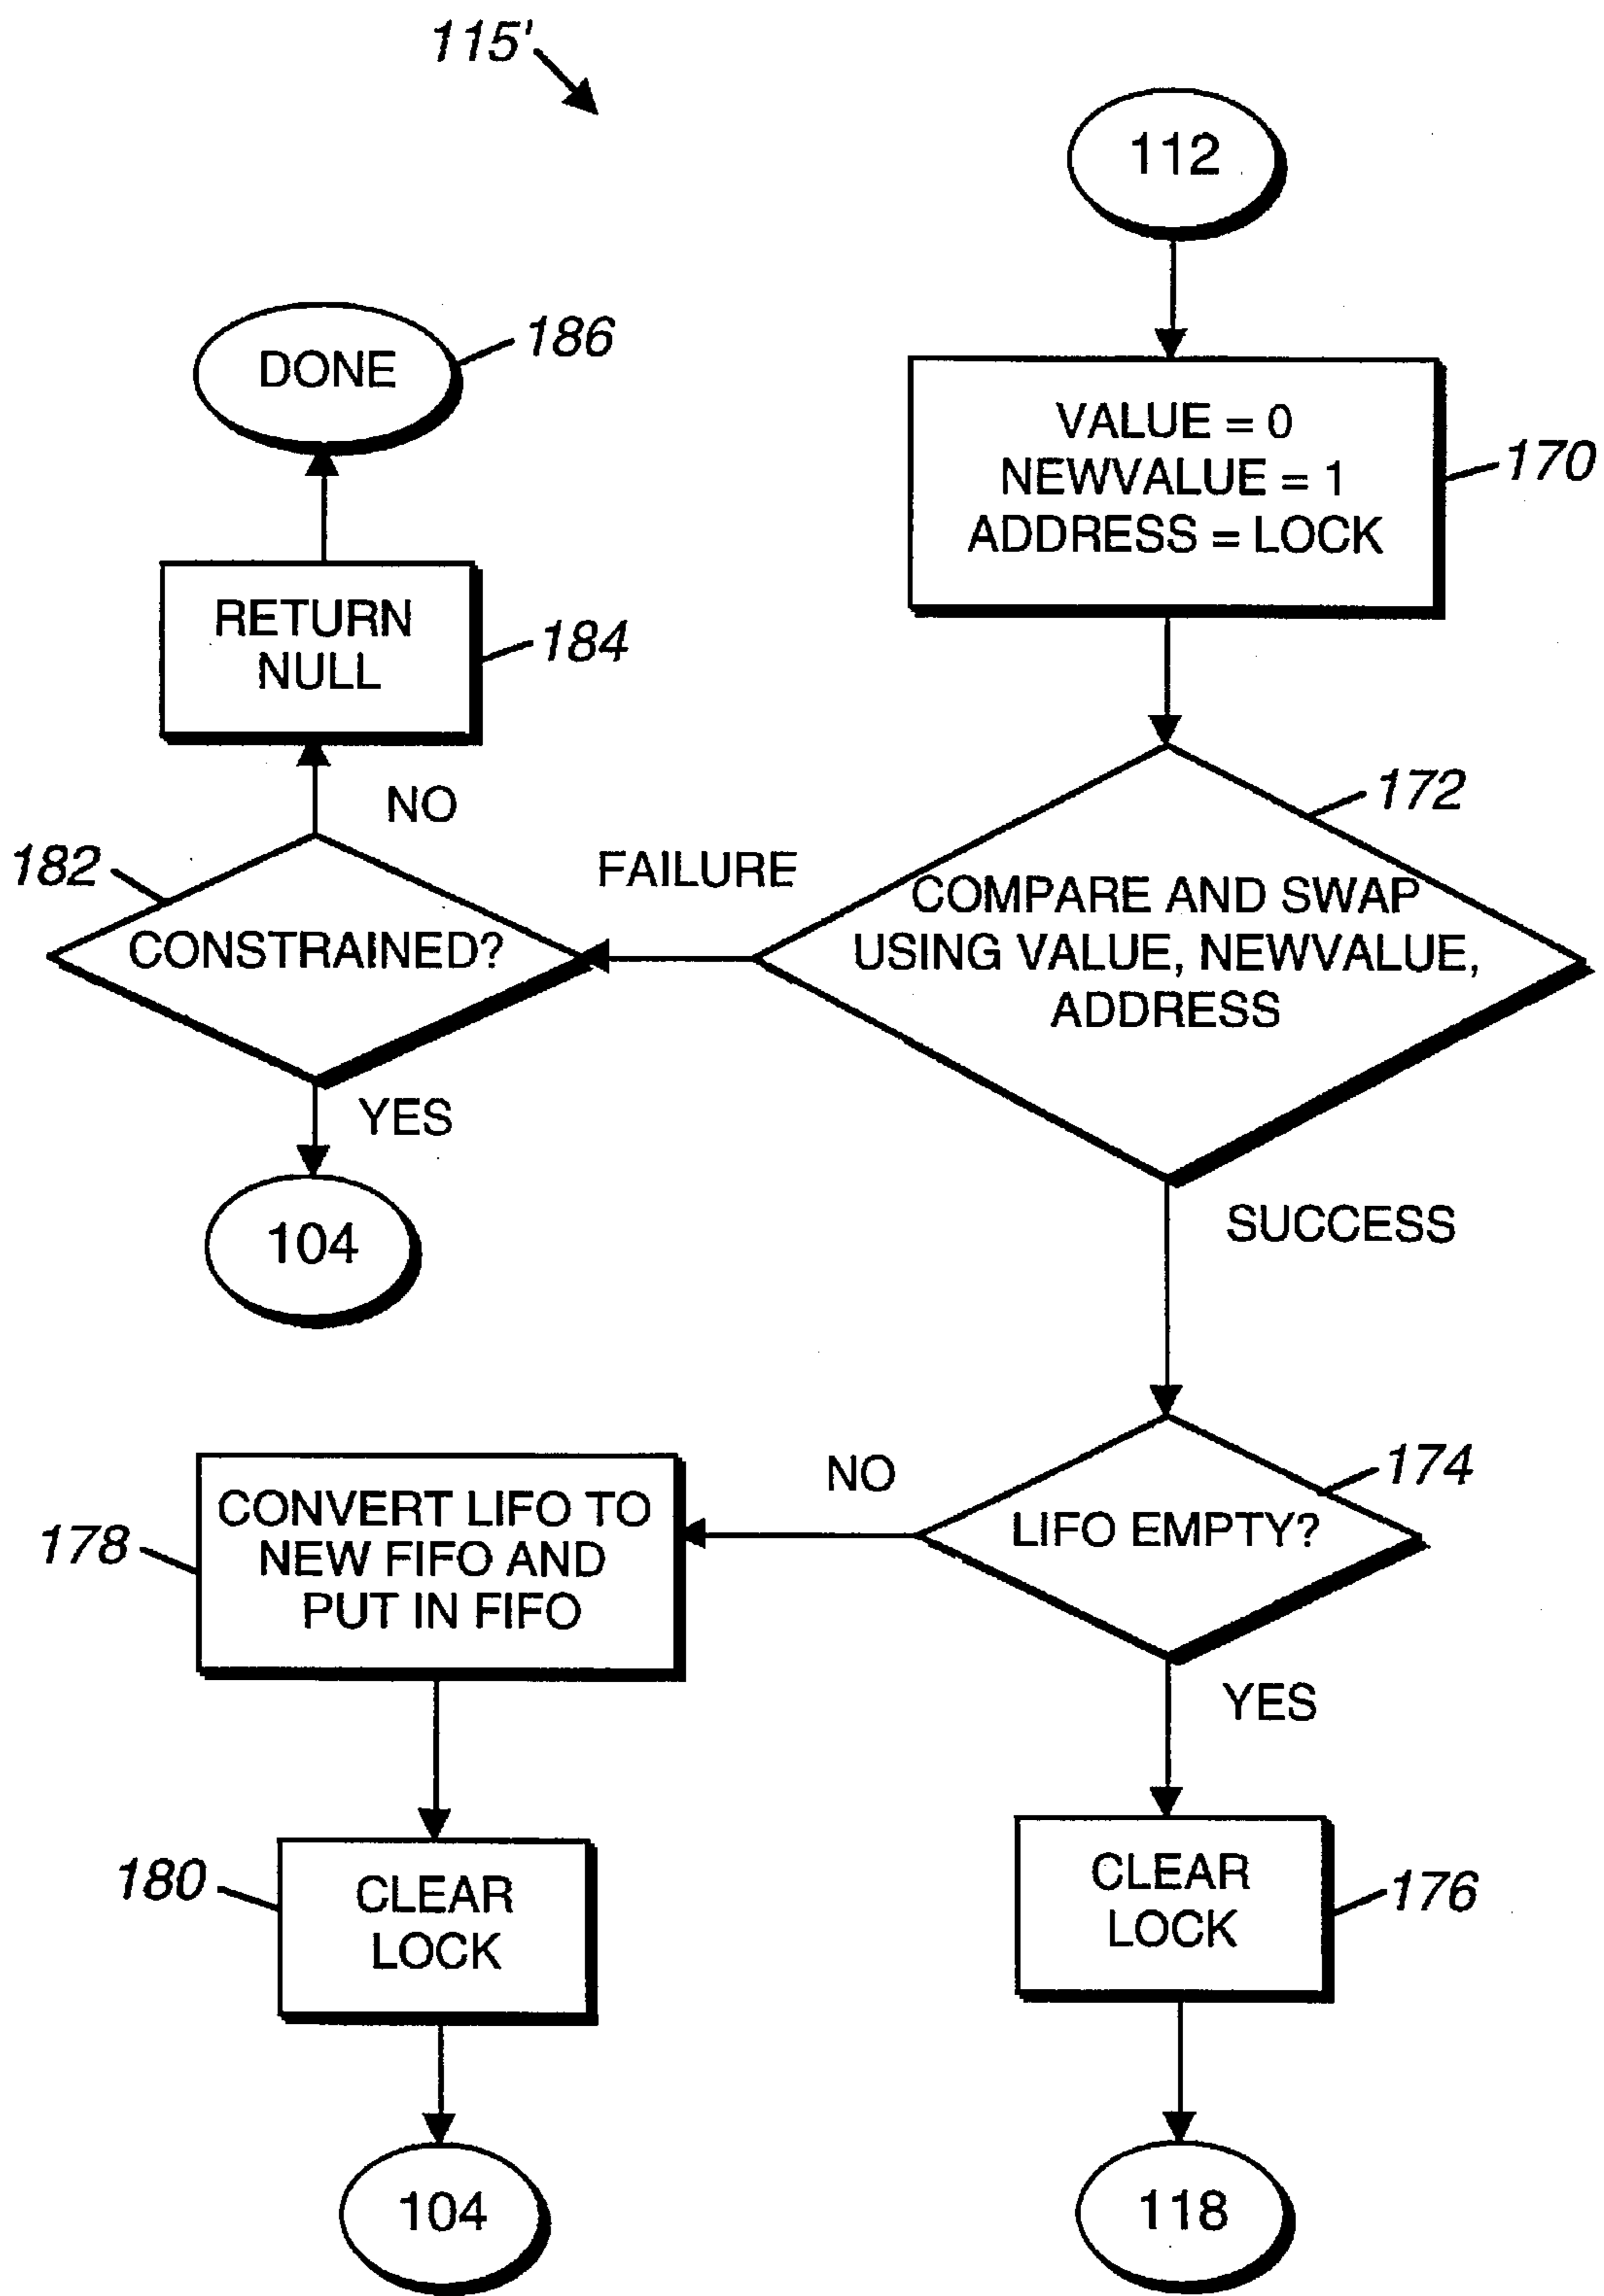 115'
112
DONE
186
VALUE = 0
NEWVALUE = 1
ADDRESS = LOCK
170
RETURN
NULL
184
NO
172
182
CONSTRAINED?
FAILURE
COMPARE AND SWAP
USING VALUE, NEWVALUE,
ADDRESS
YES
104
SUCCESS
174
NO
LIFO EMPTY?
178
CONVERT LIFO TO
NEW FIFO AND
PUT IN FIFO
YES
180
CLEAR
LOCK
CLEAR
LOCK
176
104
118